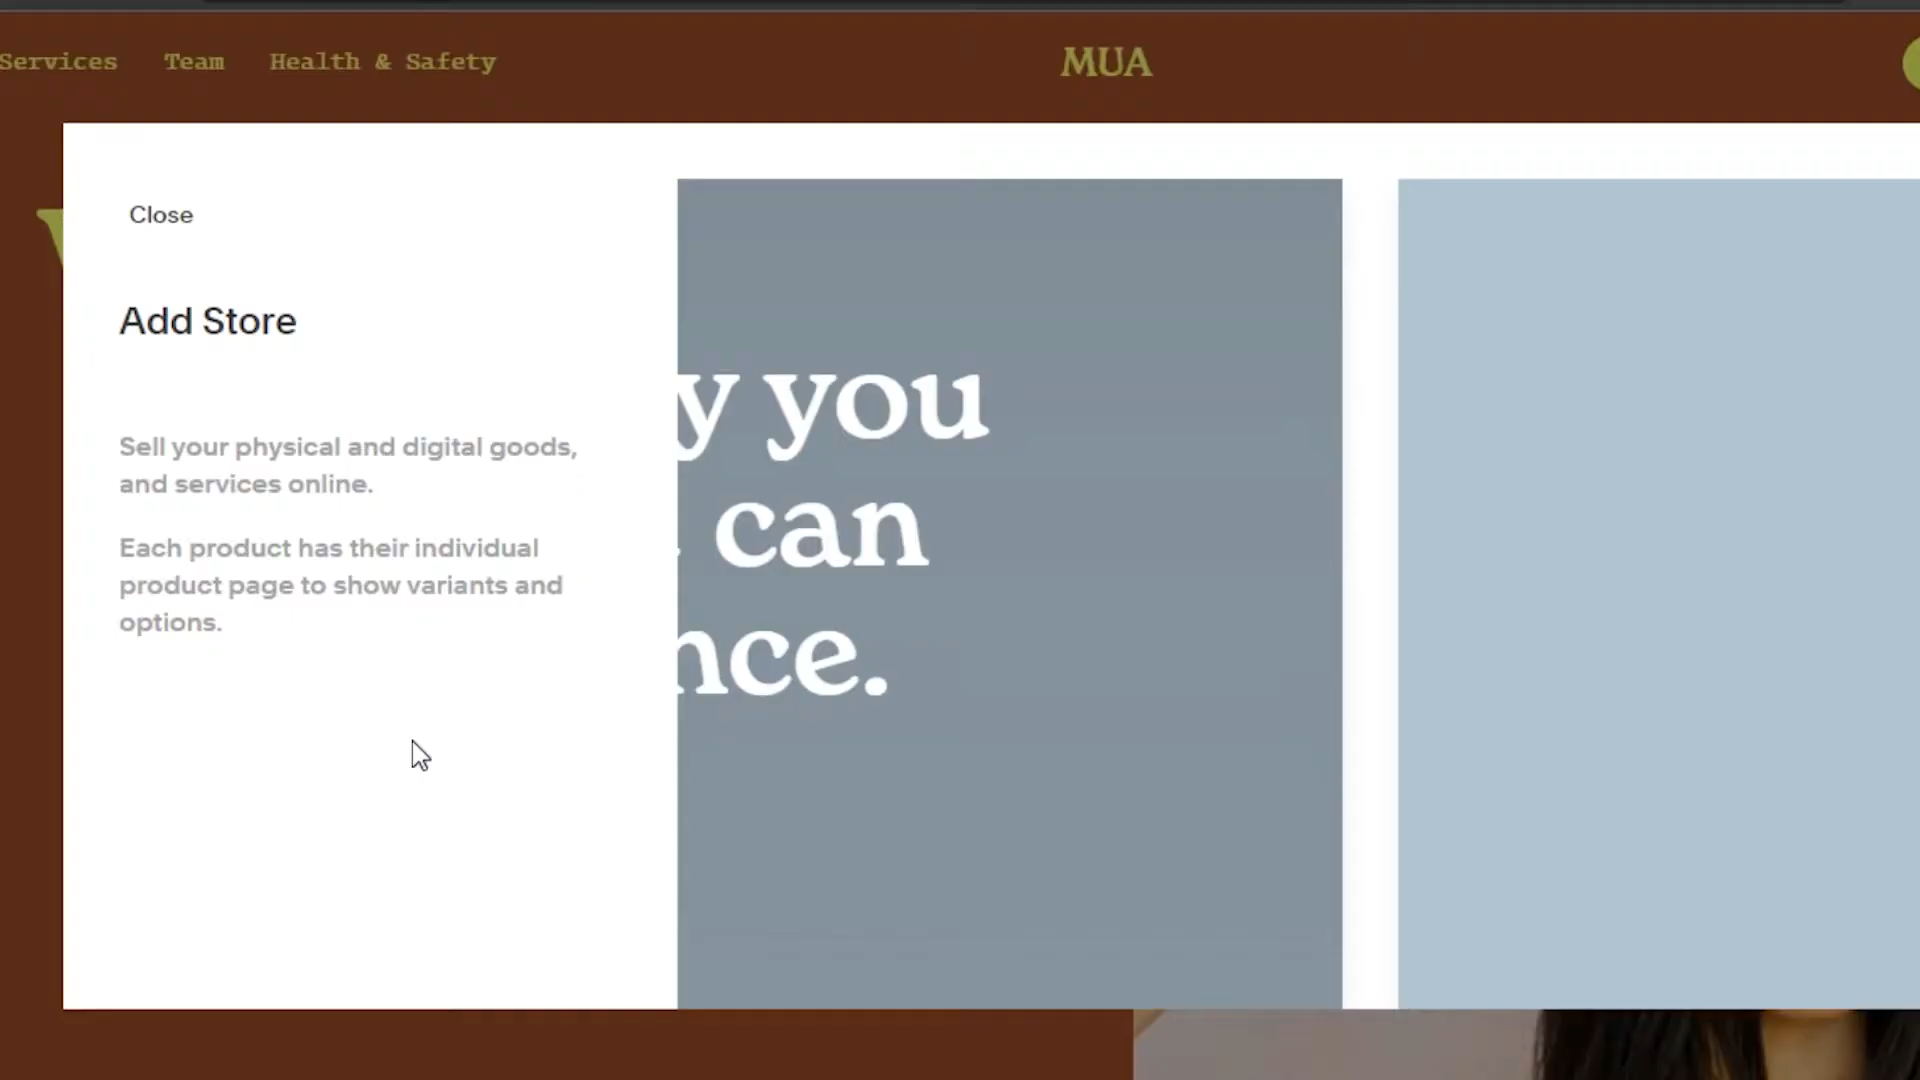 Services Team Health & Safety MUA
Close
Add Store
Sell your physical and digital goods,
and services online.
Each product has their individual
product page to show variants and
options.
y you
can
nce.